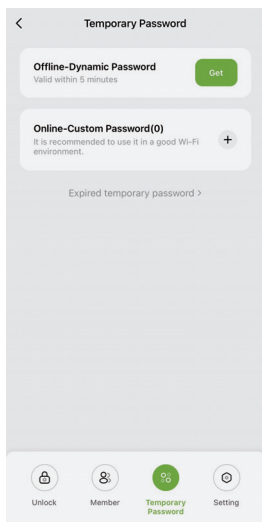 Temporary Password
Offline-Dynamic Password
Valid within 5 minutes
Get
Online-Custom Password(0)
It is recommended to use it in a good Wi-Fi
environment.
Expired temporary password >
Unlock
Member
Temporary
Password
Setting